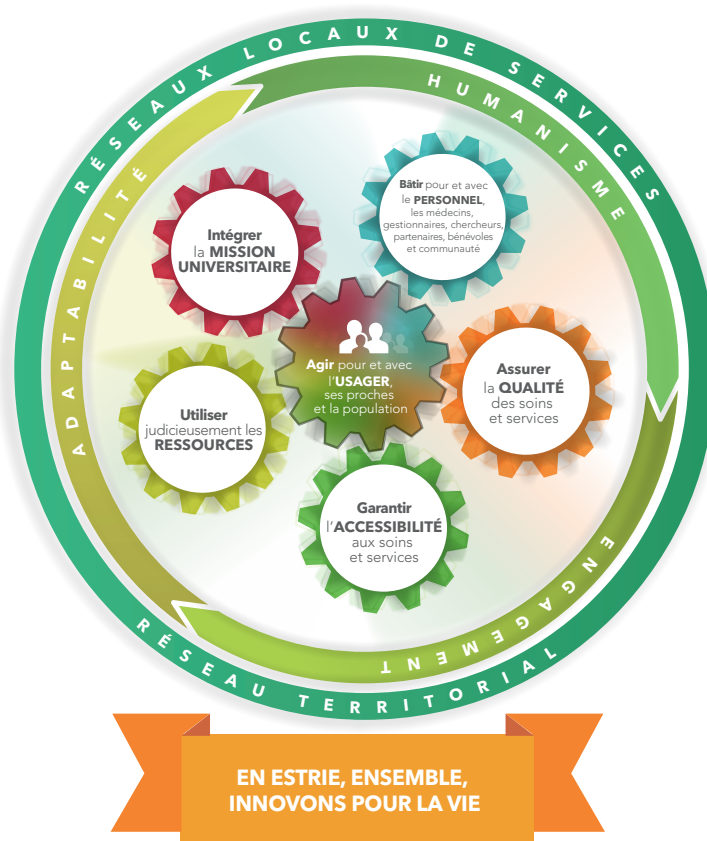 RÉSEAUX LOCAUX DE SERVICES
HUMANISME
ADAPTABILITÉ
Bâtir pour et avec
le PERSONNEL,
les médecins,
gestionnaires, chercheurs,
partenaires, bénévoles
et communauté
Intégrer
la MISSION
UNIVERSITAIRE
Agir pour et avec
l'USAGER,
ses proches
et la population
Assurer
la QUALITÉ
des soins
et services
Utiliser
judicieusement les
RESSOURCES
Garantir
l'ACCESSIBILITÉ
aux soins
et services
ENGAGEMENT
RÉSEAU TERRITORIAL
EN ESTRIE, ENSEMBLE,
INNOVONS POUR LA VIE